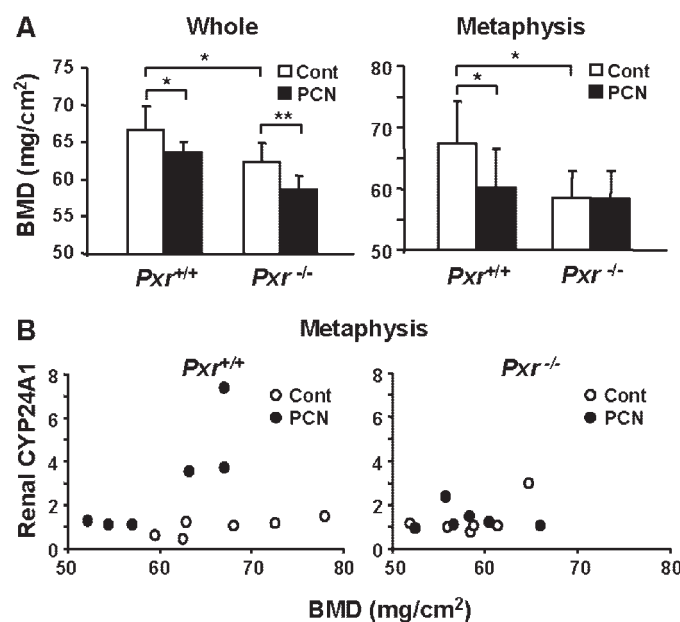 A
Whole
Metaphysis
BMD (mg/cm²)
75
70
65
60
55
50
*
*
**
Cont
PCN
Pxr+/+
Pxr -/-
80
70
60
50
*
*
Cont
PCN
Pxr+/+
Pxr -/-
B
Metaphysis
Renal CYP24A1
8
6
4
2
0
Pxr+/+
Cont
PCN
50
60
70
80
8
6
4
2
0
Pxr-/-
Cont
PCN
50
60
70
80
BMD (mg/cm²)